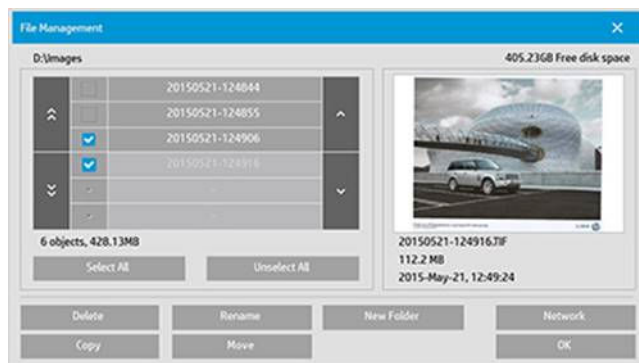 File Management
D:\Images
405.23GB Free disk space
20150521-124844
20150521-124855
20150521-124906
20150521-124916
6 objects, 428.13MB
Select All
Unselect All
20150521-124916.TIF
112.2 MB
2015-May-21, 12:49:24
Delete
Rename
New Folder
Network
Copy
Move
OK